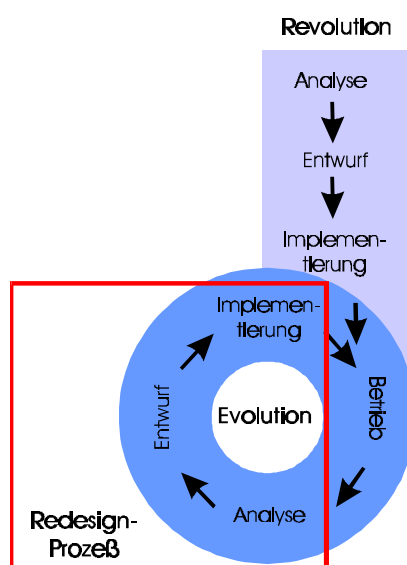 Revolution
Analyse
Entwurf
Implemen-
tierung
Implemen-
tierung
Betrieb
Entwurf
Evolution
Analyse
Redesign-
Prozeß